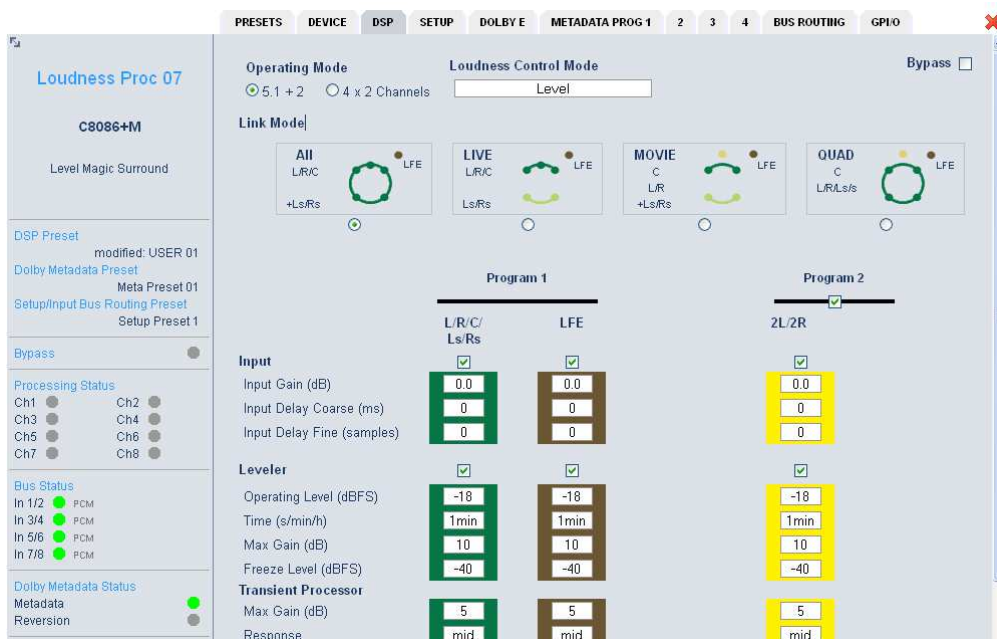 PRESETS DEVICE DSP SETUP DOLBY E METADATA PROG 1 2 3 4 BUS ROUTING GPI/O
Loudness Proc 07
C8086+M
Level Magic Surround
DSP Preset
modified: USER 01
Dolby Metadata Preset
Meta Preset 01
Setup/Input Bus Routing Preset
Setup Preset 1
Bypass
Processing Status
Ch1 Ch2
Ch3 Ch4
Ch5 Ch6
Ch7 Ch8
Bus Status
In 1/2 PCM
In 3/4 PCM
In 5/6 PCM
In 7/8 PCM
Dolby Metadata Status
Metadata
Reversion
Operating Mode Loudness Control Mode Bypass
5.1 + 2 4 x 2 Channels Level
Link Mode
All
L/R/C
+Ls/Rs
LFE
LIVE
L/R/C
Ls/Rs
LFE
MOVIE
C
L/R
+Ls/Rs
LFE
QUAD
C
L/R/Ls/s
LFE
Program 1 Program 2
L/R/C/
Ls/Rs
LFE 2L/2R
Input
Input Gain (dB) 0.0 0.0 0.0
Input Delay Coarse (ms) 0 0 0
Input Delay Fine (samples) 0 0 0
Leveler
Operating Level (dBFS) -18 -18 -18
Time (s/min/h) 1min 1min 1min
Max Gain (dB) 10 10 10
Freeze Level (dBFS) -40 -40 -40
Transient Processor
Max Gain (dB) 5 5 5
Response mid mid mid